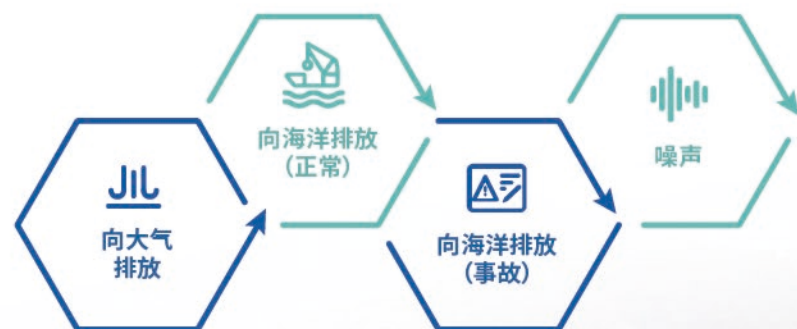 向大气
排放
向海洋排放
（正常）
向海洋排放
（事故）
噪声